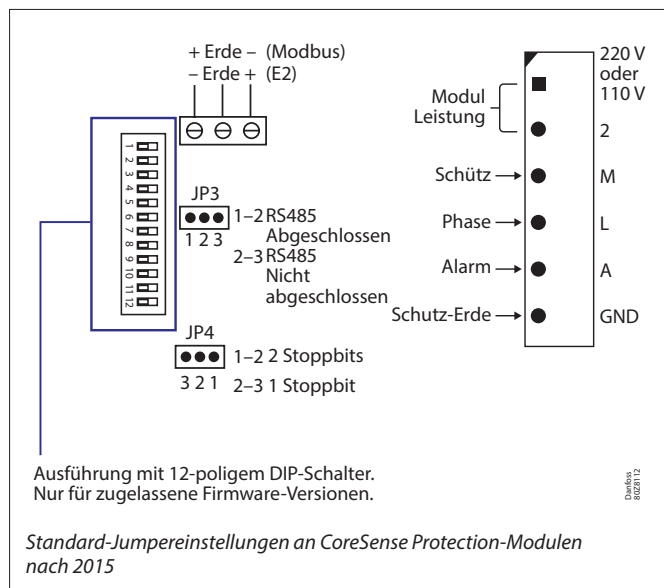 + Erde – (Modbus)
– Erde + (E2)
1
2
3
4
5
6
7
8
9
10
11
12
JP3
1 2 3
1–2 RS485
Abgeschlossen
2–3 RS485
Nicht
abgeschlossen
JP4
3 2 1
1–2 2 Stoppbits
2–3 1 Stoppbit
220 V
oder
110 V
Modul
Leistung
2
Schütz
M
Phase
L
Alarm
A
Schutz-Erde
GND
Ausführung mit 12-poligem DIP-Schalter.
Nur für zugelassene Firmware-Versionen.
Danfoss
80Z8112
Standard-Jumpereinstellungen an CoreSense Protection-Modulen
nach 2015